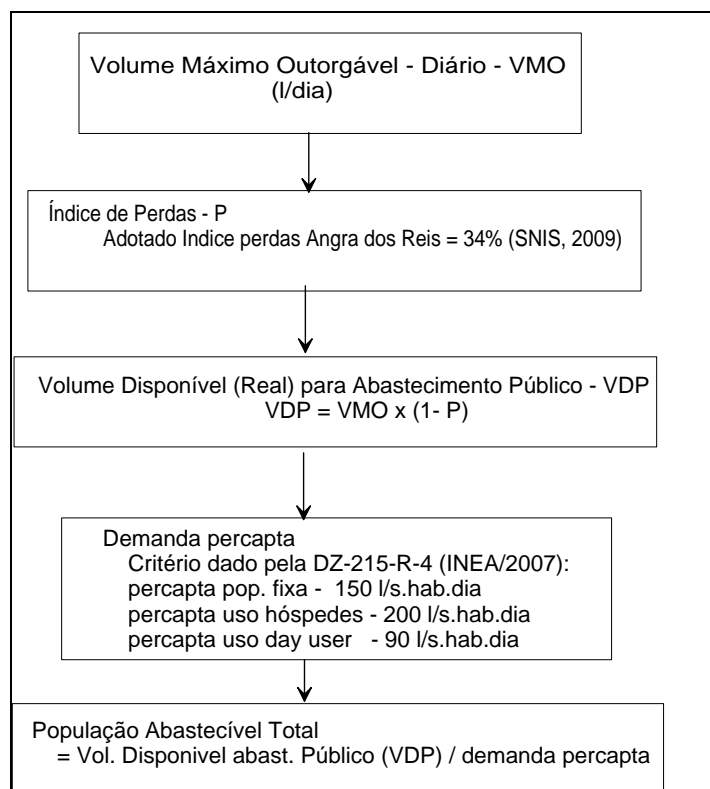 Volume Máximo Outorgável - Diário - VMO
(l/dia)
Índice de Perdas - P
Adotado Indice perdas Angra dos Reis = 34% (SNIS, 2009)
Volume Disponível (Real) para Abastecimento Público - VDP
VDP = VMO x (1- P)
Demanda percapta
Critério dado pela DZ-215-R-4 (INEA/2007):
percapta pop. fixa - 150 l/s.hab.dia
percapta uso hóspedes - 200 l/s.hab.dia
percapta uso day user - 90 l/s.hab.dia
População Abastecível Total
= Vol. Disponivel abast. Público (VDP) / demanda percapta